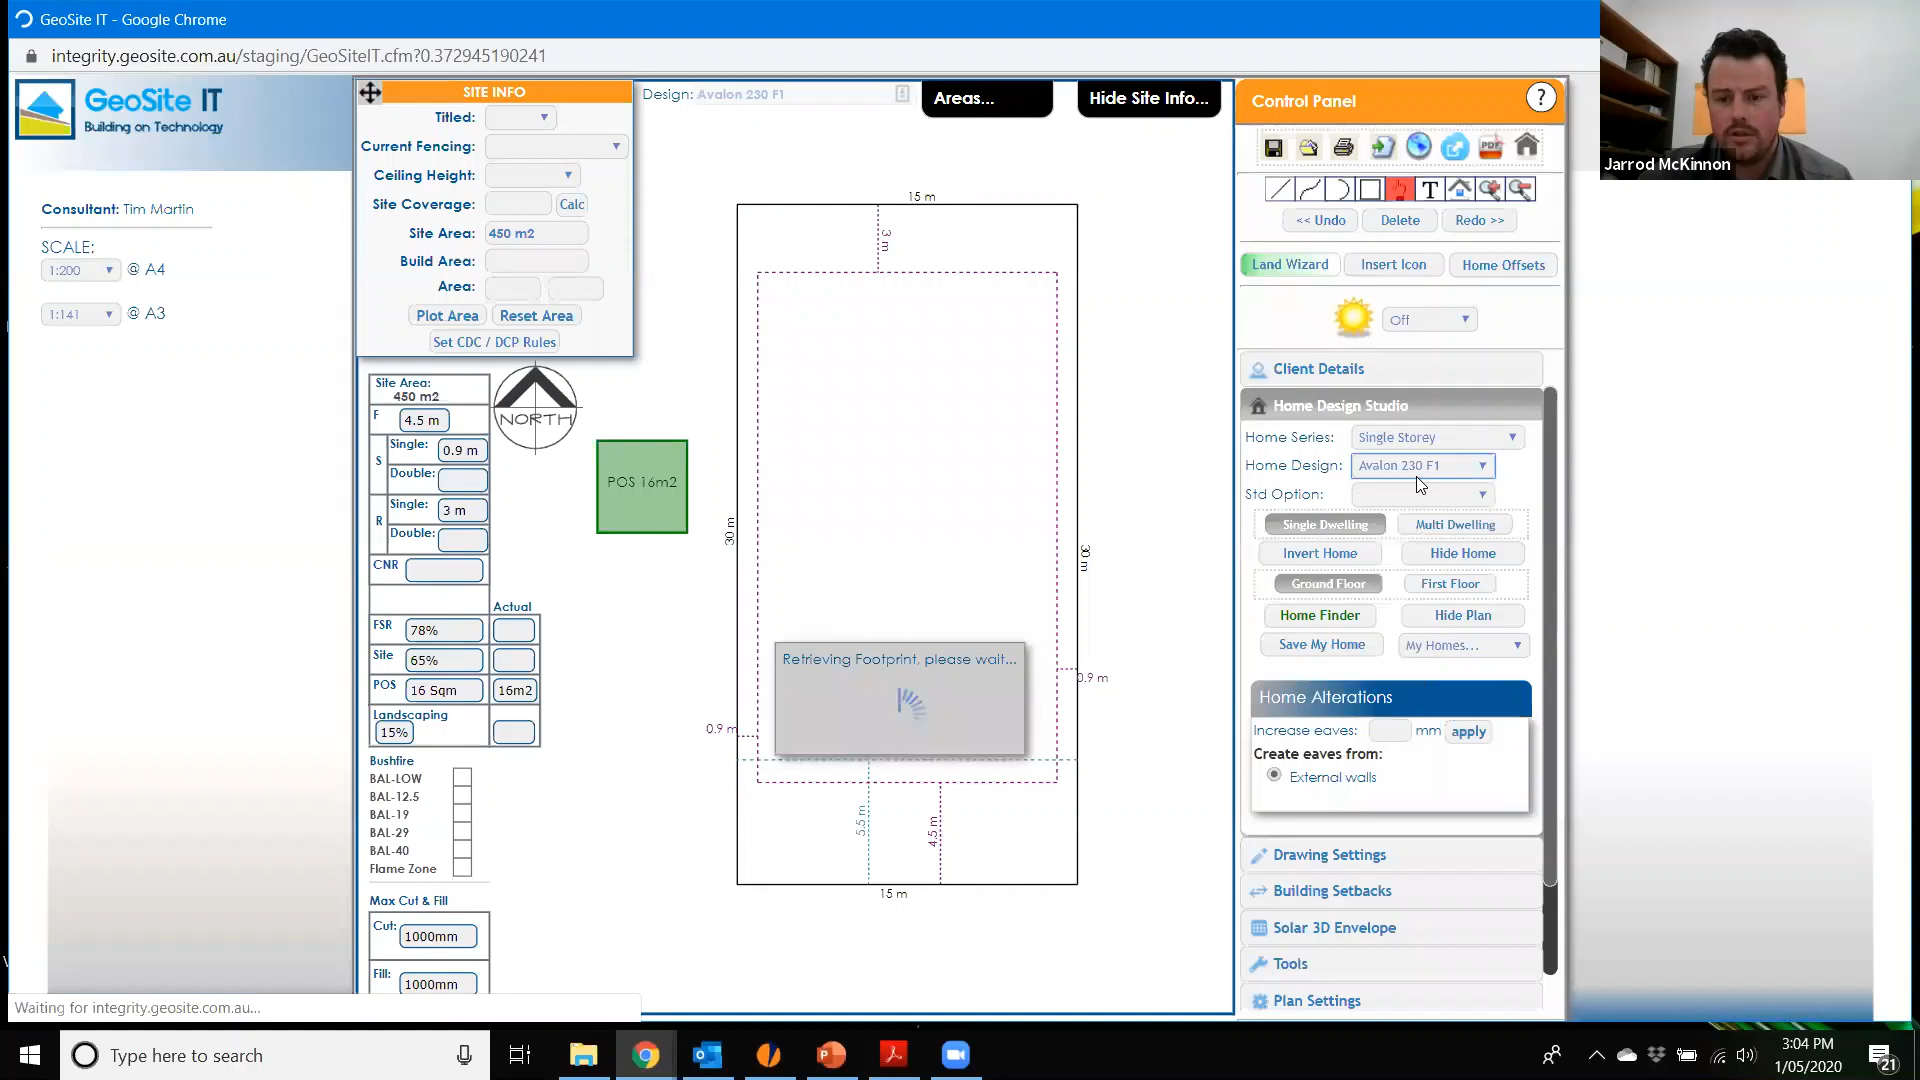 GeoSite IT - Google Chrome
integrity.geosite.com.au/staging/GeoSiteIT.cfm?0.372945190241
GeoSite IT
Building on Technology
Consultant: Tim Martin
SCALE:
1:200 @ A4
1:141 @ A3
SITE INFO
Titled:
Current Fencing:
Ceiling Height:
Site Coverage: Calc
Site Area: 450 m2
Build Area:
Area:
Plot Area Reset Area
Set CDC / DCP Rules
Design: Avalon 230 F1
Areas...
Hide Site Info...
Site Area:
450 m2
F 4.5 m
S
Single: 0.9 m
Double:
R
Single: 3 m
Double:
CNR
Actual
FSR 78%
Site 65%
POS 16 Sqm 16m2
Landscaping
15%
Bushfire
BAL-LOW
BAL-12.5
BAL-19
BAL-29
BAL-40
Flame Zone
Max Cut & Fill
Cut: 1000mm
Fill: 1000mm
NORTH
POS 16m2
15 m
3 m
30 m
30 m
0.9 m
0.9 m
Retrieving Footprint, please wait...
5.5 m
4.5 m
15 m
Control Panel
?
PDF
T
<< Undo Delete Redo >>
Land Wizard Insert Icon Home Offsets
Off
Client Details
Home Design Studio
Home Series: Single Storey
Home Design: Avalon 230 F1
Std Option:
Single Dwelling Multi Dwelling
Invert Home Hide Home
Ground Floor First Floor
Home Finder Hide Plan
Save My Home My Homes...
Home Alterations
Increase eaves: mm apply
Create eaves from:
External walls
Drawing Settings
Building Setbacks
Solar 3D Envelope
Tools
Plan Settings
Jarrod McKinnon
Waiting for integrity.geosite.com.au...
Type here to search
3:04 PM
1/05/2020
21